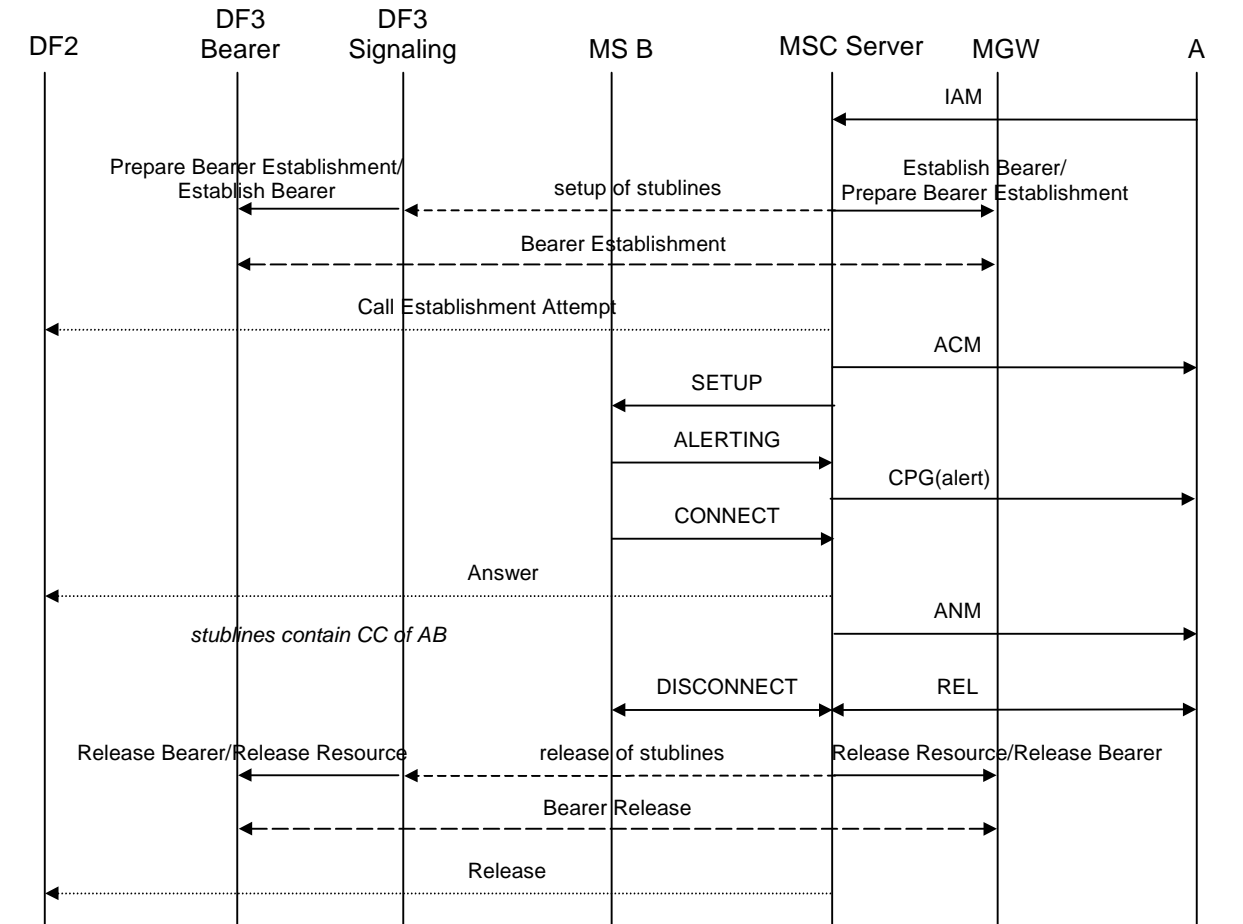 DF2
DF3
Bearer
DF3
Signaling
MS B
MSC Server
MGW
A
IAM
Prepare Bearer Establishment/
Establish Bearer
setup of stublines
Establish Bearer/
Prepare Bearer Establishment
Bearer Establishment
Call Establishment Attempt
ACM
SETUP
ALERTING
CPG(alert)
CONNECT
Answer
ANM
stublines contain CC of AB
DISCONNECT
REL
Release Bearer/Release Resource
release of stublines
Release Resource/Release Bearer
Bearer Release
Release